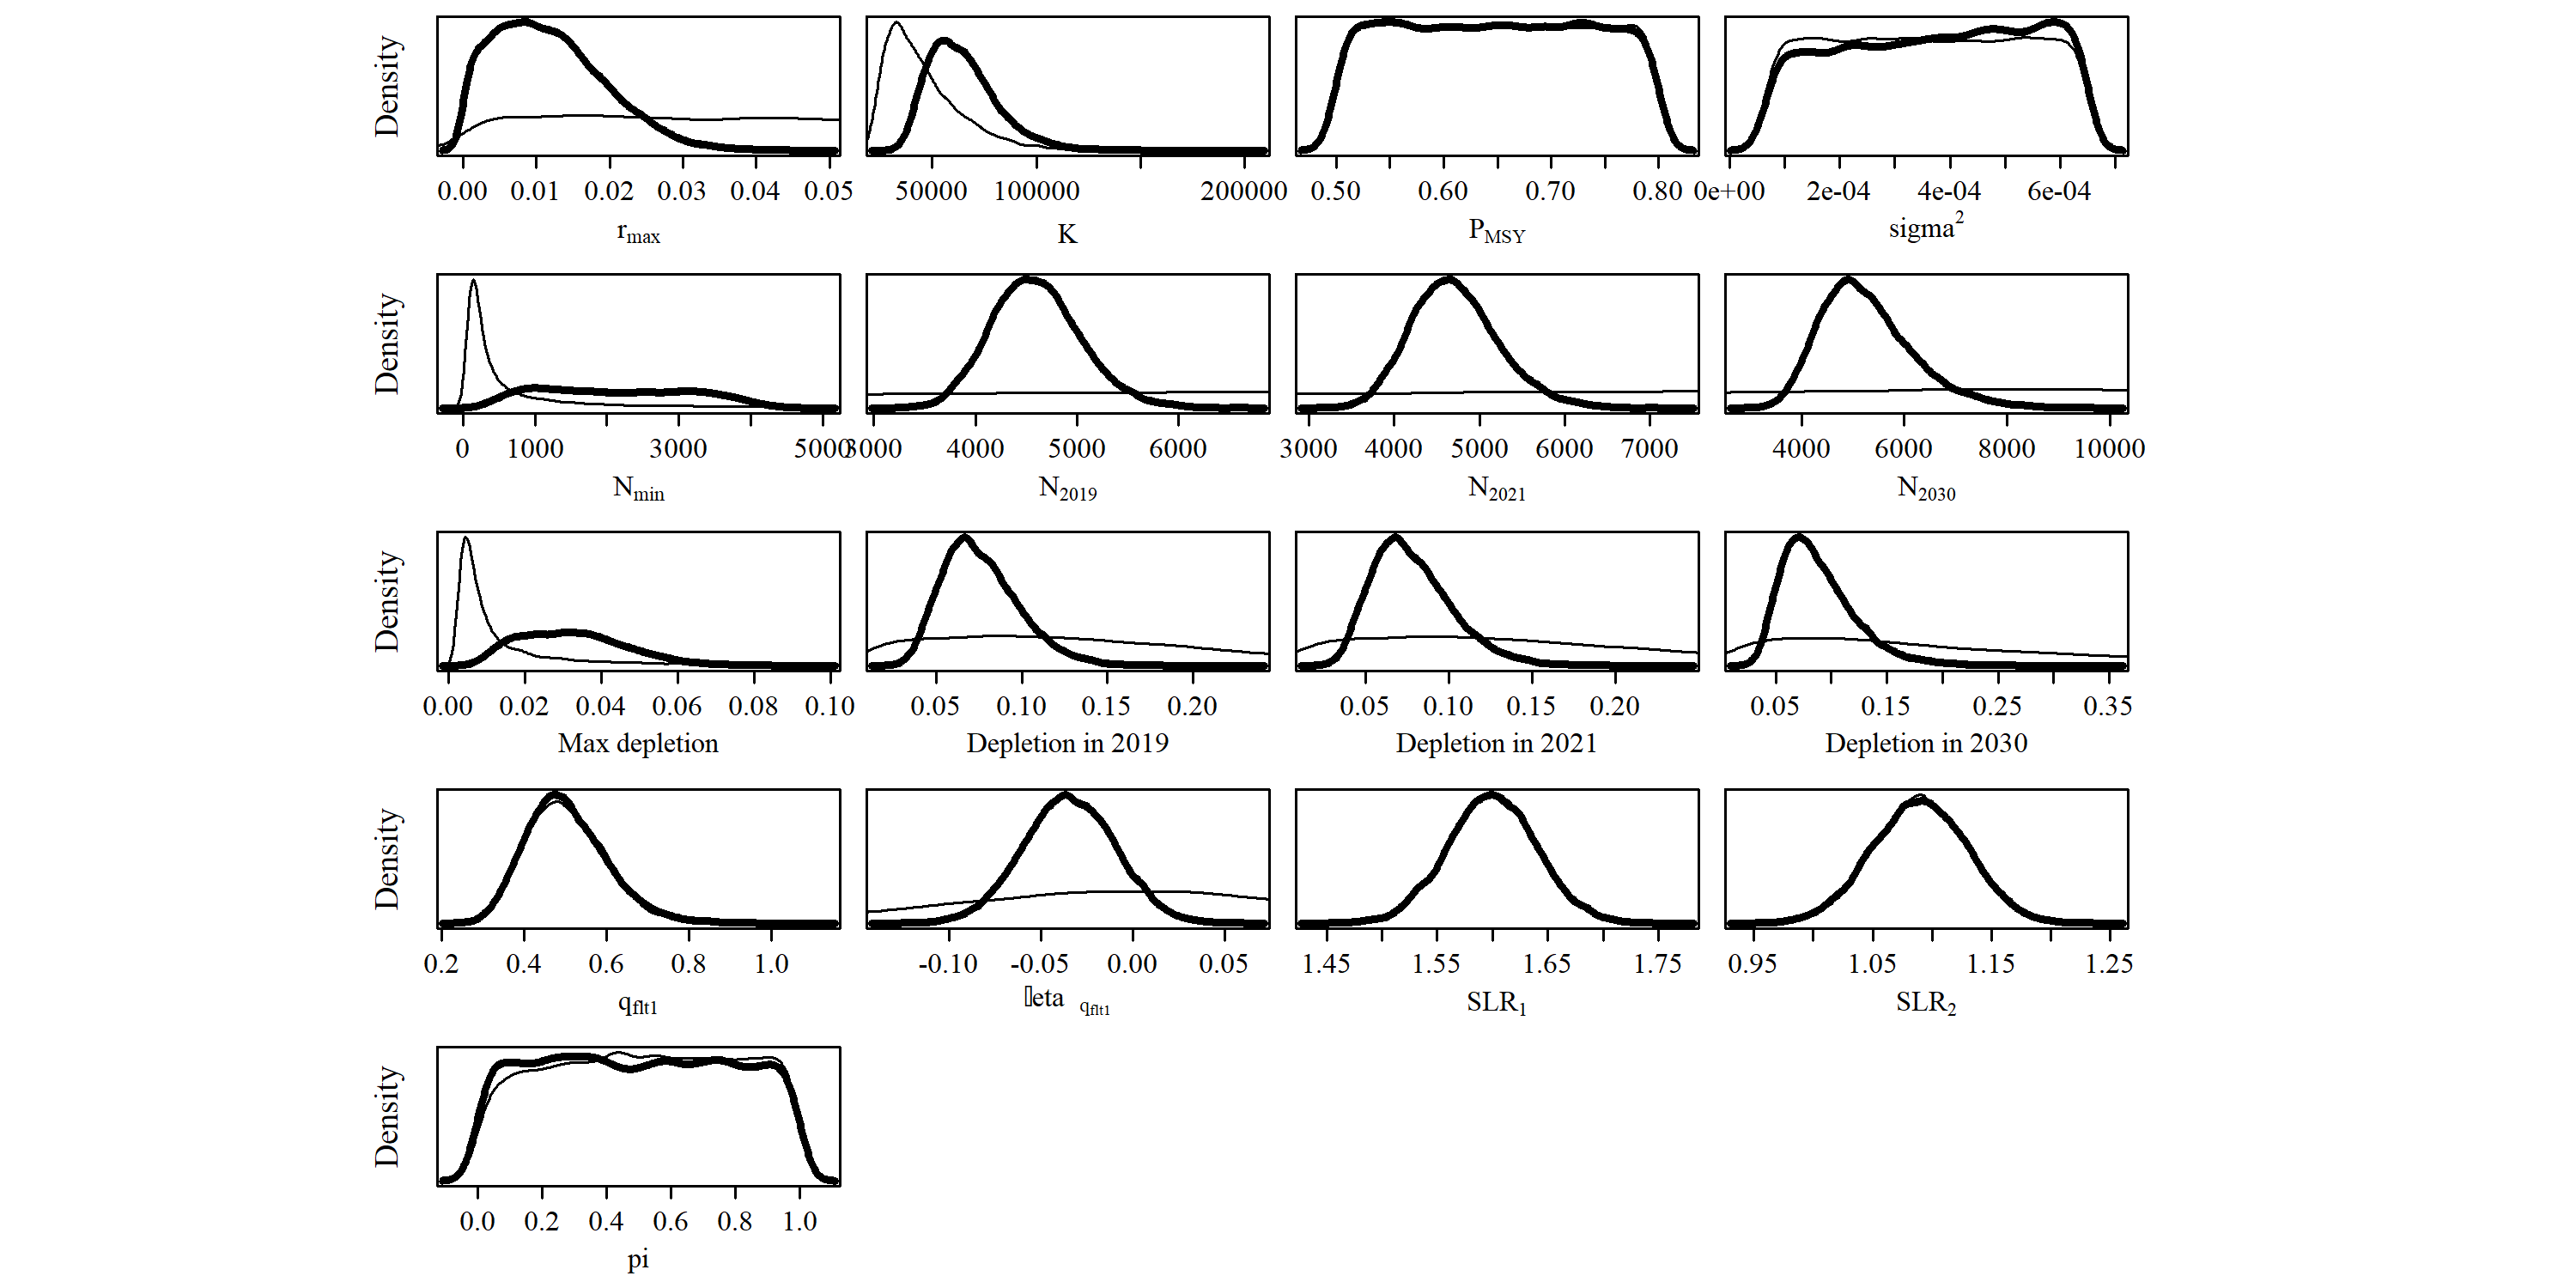 Density
0.00 0.01 0.02 0.03 0.04 0.05
rmax
50000 100000 200000
K
0.50 0.60 0.70 0.80
PMSY
0e+00 2e-04 4e-04 6e-04
sigma2
Density
0 1000 3000 5000
Nmin
3000 4000 5000 6000
N2019
3000 4000 5000 6000 7000
N2021
4000 6000 8000 10000
N2030
Density
0.00 0.02 0.04 0.06 0.08 0.10
Max depletion
0.05 0.10 0.15 0.20
Depletion in 2019
0.05 0.10 0.15 0.20
Depletion in 2021
0.05 0.15 0.25 0.35
Depletion in 2030
Density
0.2 0.4 0.6 0.8 1.0
qflt1
-0.10 -0.05 0.00 0.05
eta qflt1
1.45 1.55 1.65 1.75
SLR1
0.95 1.05 1.15 1.25
SLR2
Density
0.0 0.2 0.4 0.6 0.8 1.0
pi